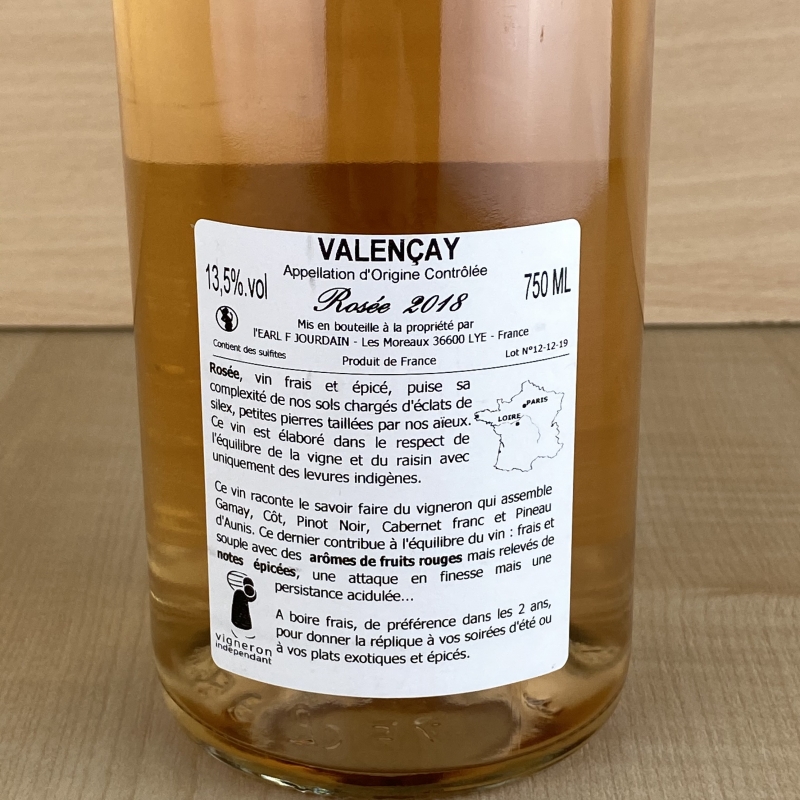 VALENÇAY
Appellation d'Origine Contrôlée
13,5%.vol
750 ML
Rosée 2018
Mis en bouteille à la propriété par
l'EARL F JOURDAIN - Les Moreaux 36600 LYE - France
Contient des sulfites
Produit de France
Lot N°12-12-19
Rosée, vin frais et épicé, puise sa
complexité de nos sols chargés d'éclats de
silex, petites pierres taillées par nos aïeux.
Ce vin est élaboré dans le respect de
l'équilibre de la vigne et du raisin avec
uniquement des levures indigènes.
PARIS
LOIRE
Ce vin raconte le savoir faire du vigneron qui assemble
Gamay, Côt, Pinot Noir, Cabernet franc et Pineau
d'Aunis. Ce dernier contribue à l'équilibre du vin : frais et
souple avec des arômes de fruits rouges mais relevés de
notes épicées, une attaque en finesse mais une
persistance acidulée...
A boire frais, de préférence dans les 2 ans,
pour donner la réplique à vos soirées d'été ou
à vos plats exotiques et épicés.
vigneron
indépendant